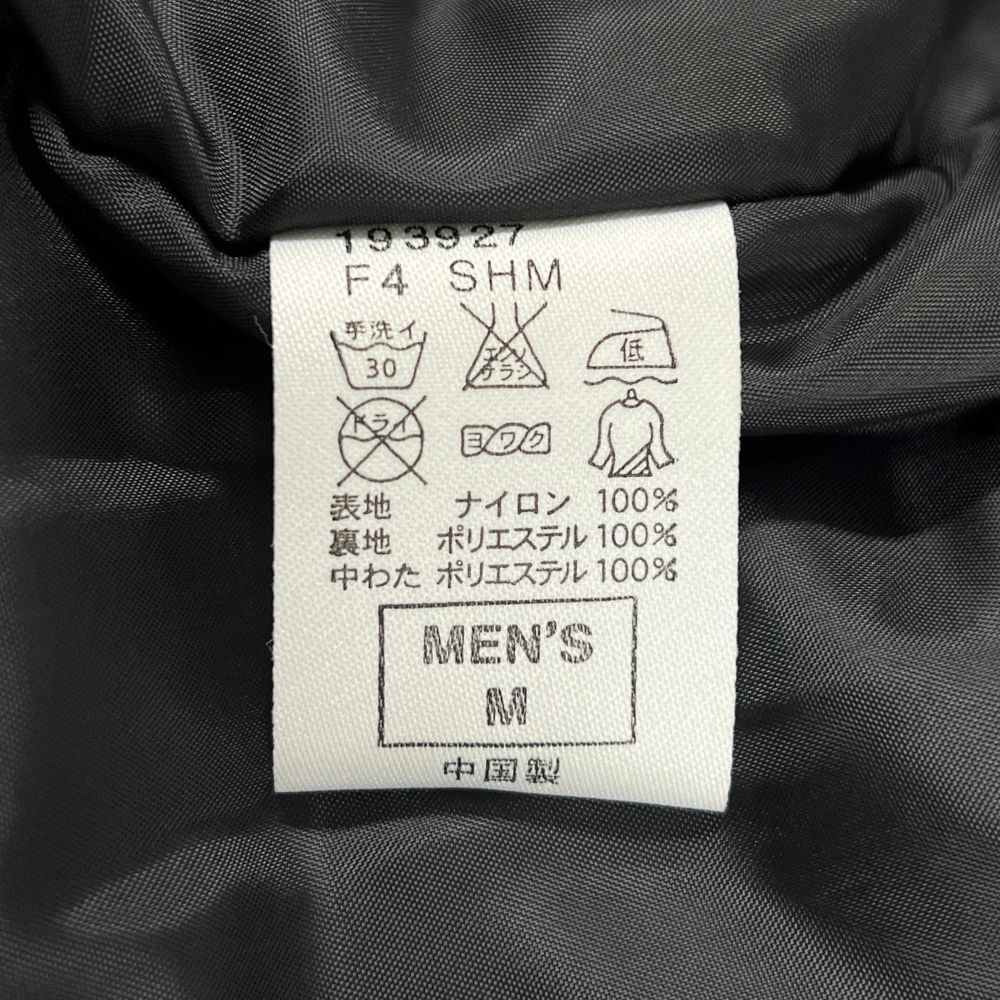 193927
F4 SHM
手洗イ
30
エンソ
サラシ
低
ドライ
ヨワク
表地 ナイロン 100%
裏地 ポリエステル 100%
中わた ポリエステル 100%
MEN'S
M
中国製